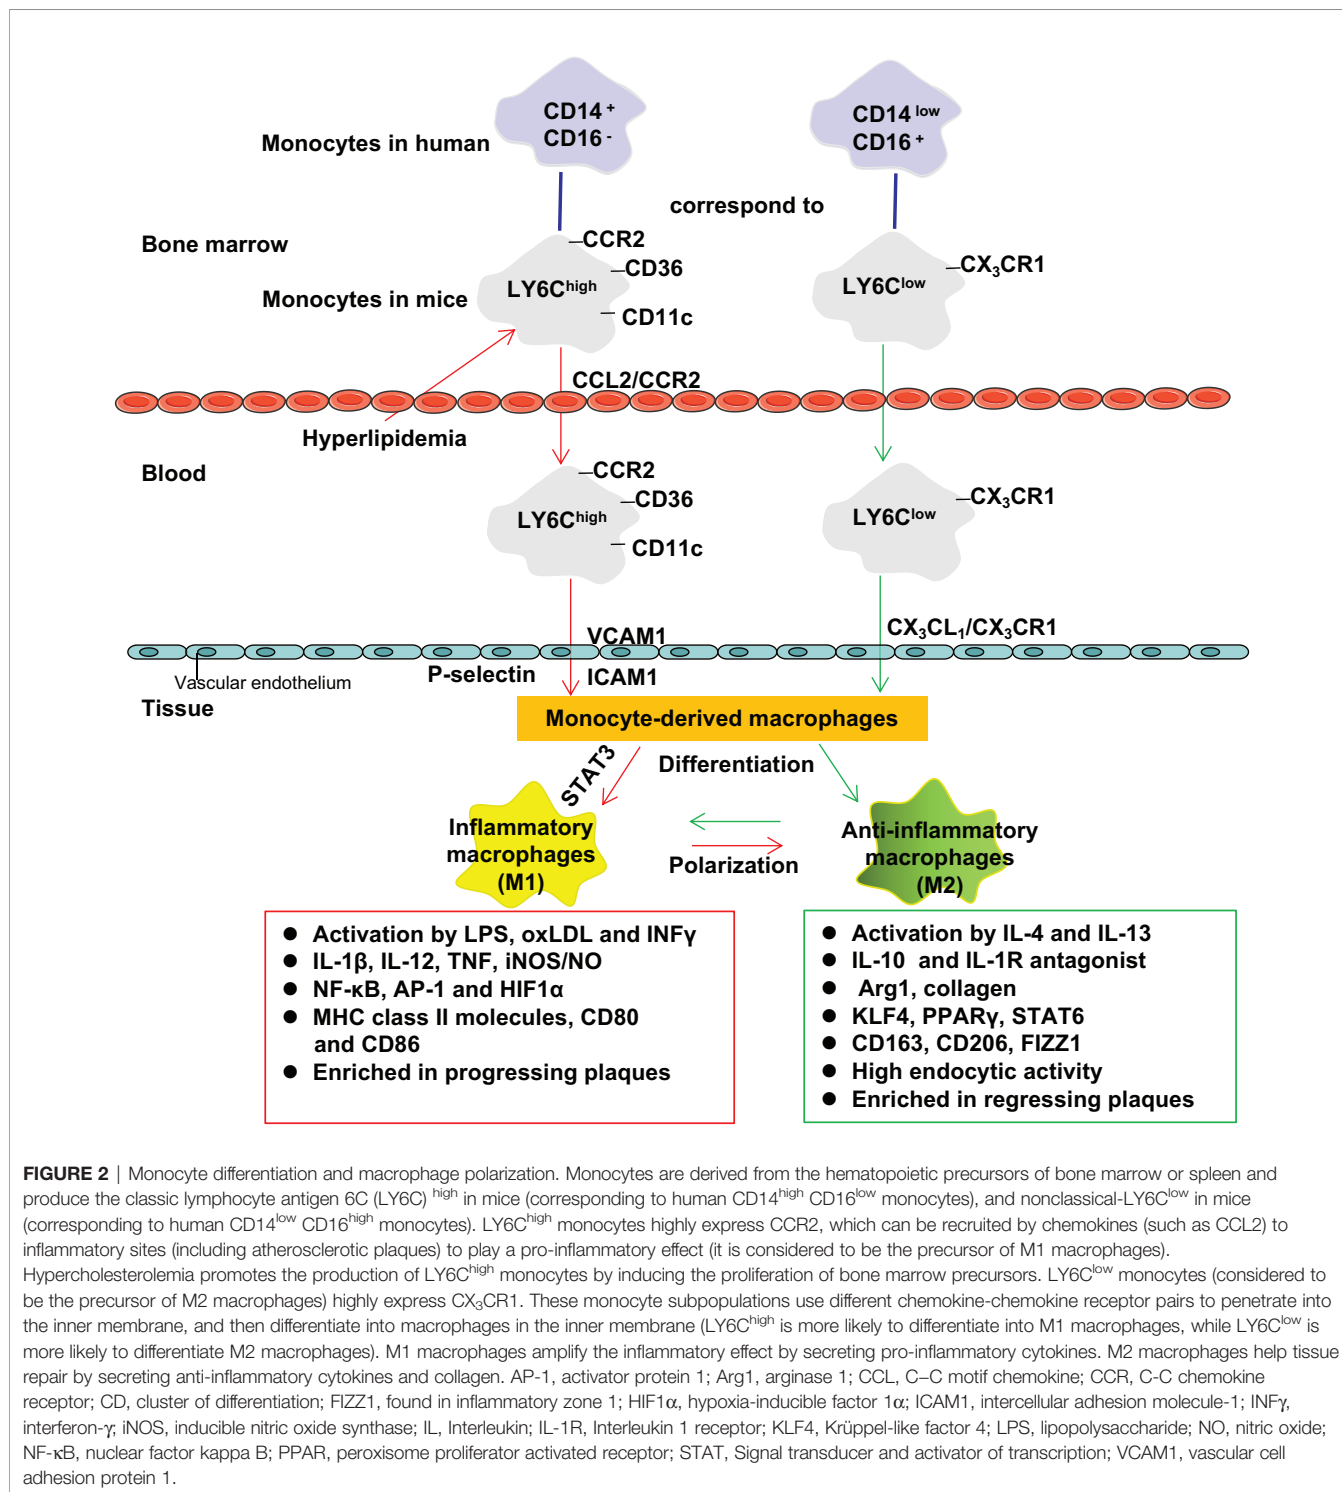 CD14 +
CD16 -
CD14 low
CD16 +
Monocytes in human
correspond to
Bone marrow
CCR2
CD36
LY6Chigh
CD11c
CX3CR1
LY6Clow
Monocytes in mice
CCL2/CCR2
Hyperlipidemia
Blood
CCR2
CD36
LY6Chigh
CD11c
CX3CR1
LY6Clow
VCAM1
CX3CL1/CX3CR1
P-selectin
ICAM1
Vascular endothelium
Tissue
Monocyte-derived macrophages
STAT3
Differentiation
Inflammatory
macrophages
(M1)
Polarization
Anti-inflammatory
macrophages
(M2)
● Activation by LPS, oxLDL and INFγ
● IL-1β, IL-12, TNF, iNOS/NO
● NF-κB, AP-1 and HIF1α
● MHC class II molecules, CD80
and CD86
● Enriched in progressing plaques
● Activation by IL-4 and IL-13
● IL-10 and IL-1R antagonist
● Arg1, collagen
● KLF4, PPARγ, STAT6
● CD163, CD206, FIZZ1
● High endocytic activity
● Enriched in regressing plaques
FIGURE 2 | Monocyte differentiation and macrophage polarization. Monocytes are derived from the hematopoietic precursors of bone marrow or spleen and
produce the classic lymphocyte antigen 6C (LY6C) high in mice (corresponding to human CD14high CD16low monocytes), and nonclassical-LY6Clow in mice
(corresponding to human CD14low CD16high monocytes). LY6Chigh monocytes highly express CCR2, which can be recruited by chemokines (such as CCL2) to
inflammatory sites (including atherosclerotic plaques) to play a pro-inflammatory effect (it is considered to be the precursor of M1 macrophages).
Hypercholesterolemia promotes the production of LY6Chigh monocytes by inducing the proliferation of bone marrow precursors. LY6Clow monocytes (considered to
be the precursor of M2 macrophages) highly express CX3CR1. These monocyte subpopulations use different chemokine-chemokine receptor pairs to penetrate into
the inner membrane, and then differentiate into macrophages in the inner membrane (LY6Chigh is more likely to differentiate into M1 macrophages, while LY6Clow is
more likely to differentiate M2 macrophages). M1 macrophages amplify the inflammatory effect by secreting pro-inflammatory cytokines. M2 macrophages help tissue
repair by secreting anti-inflammatory cytokines and collagen. AP-1, activator protein 1; Arg1, arginase 1; CCL, C–C motif chemokine; CCR, C-C chemokine
receptor; CD, cluster of differentiation; FIZZ1, found in inflammatory zone 1; HIF1α, hypoxia-inducible factor 1α; ICAM1, intercellular adhesion molecule-1; INFγ,
interferon-γ; iNOS, inducible nitric oxide synthase; IL, Interleukin; IL-1R, Interleukin 1 receptor; KLF4, Krüppel-like factor 4; LPS, lipopolysaccharide; NO, nitric oxide;
NF-κB, nuclear factor kappa B; PPAR, peroxisome proliferator activated receptor; STAT, Signal transducer and activator of transcription; VCAM1, vascular cell
adhesion protein 1.